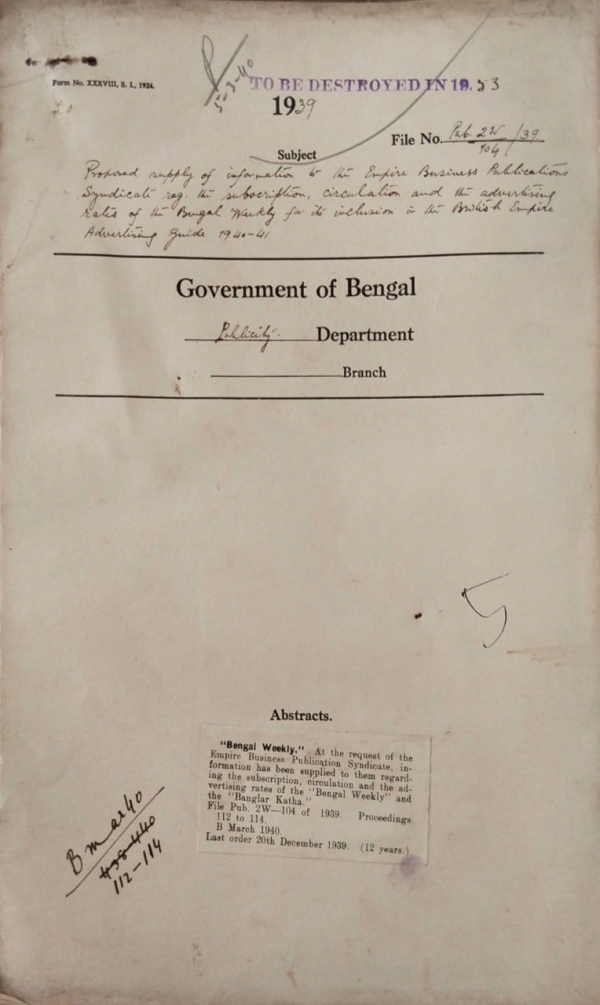 Form No. XXXVIII, S. I., 1924.
5-3-40
TO BE DESTROYED IN 19.53
1939
File No. Pub. 2W/104/39
Subject
Proposed supply of information to the Empire Business Publications
Syndicate reg. the subscription, circulation and the advertising
rates of the Bengal Weekly for its inclusion in the British Empire
Advertising Guide 1940-41
Government of Bengal
Publicity. Department
Branch
Abstracts.
"Bengal Weekly." At the request of the
Empire Business Publication Syndicate, in-
formation has been supplied to them regard-
ing the subscription, circulation and the ad-
vertising rates of the "Bengal Weekly" and
the "Banglar Katha."
File Pub. 2W—104 of 1939. Proceedings
112 to 114.
B March 1940.
Last order 20th December 1939. (12 years.)
B mar 40
112-114